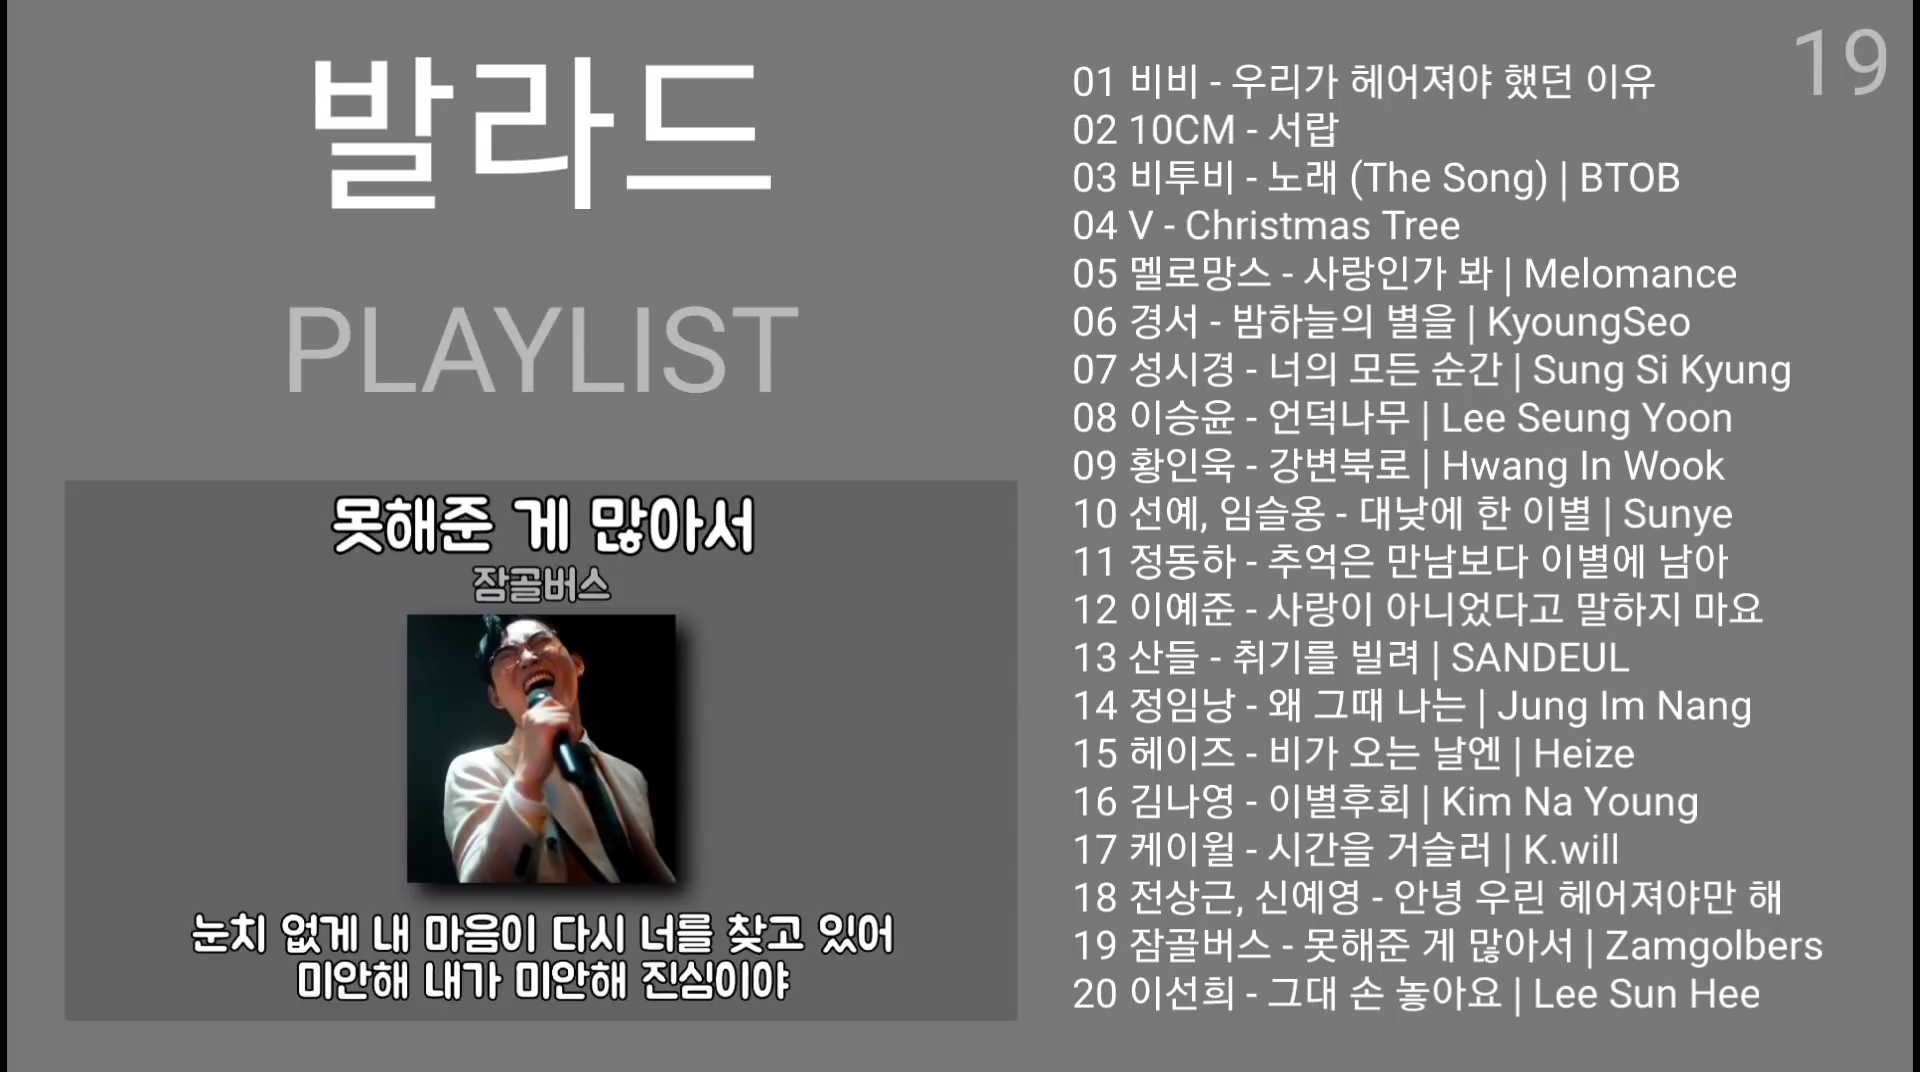 발라드
PLAYLIST
못해준 게 많아서
잠골버스
눈치 없게 내 마음이 다시 너를 찾고 있어
미안해 내가 미안해 진심이야
19
01 비비 - 우리가 헤어져야 했던 이유
02 10CM - 서랍
03 비투비 - 노래 (The Song) | BTOB
04 V - Christmas Tree
05 멜로망스 - 사랑인가 봐 | Melomance
06 경서 - 밤하늘의 별을 | KyoungSeo
07 성시경 - 너의 모든 순간 | Sung Si Kyung
08 이승윤 - 언덕나무 | Lee Seung Yoon
09 황인욱 - 강변북로 | Hwang In Wook
10 선예, 임슬옹 - 대낮에 한 이별 | Sunye
11 정동하 - 추억은 만남보다 이별에 남아
12 이예준 - 사랑이 아니었다고 말하지 마요
13 산들 - 취기를 빌려 | SANDEUL
14 정임낭 - 왜 그때 나는 | Jung Im Nang
15 헤이즈 - 비가 오는 날엔 | Heize
16 김나영 - 이별후회 | Kim Na Young
17 케이윌 - 시간을 거슬러 | K.will
18 전상근, 신예영 - 안녕 우린 헤어져야만 해
19 잠골버스 - 못해준 게 많아서 | Zamgolbers
20 이선희 - 그대 손 놓아요 | Lee Sun Hee